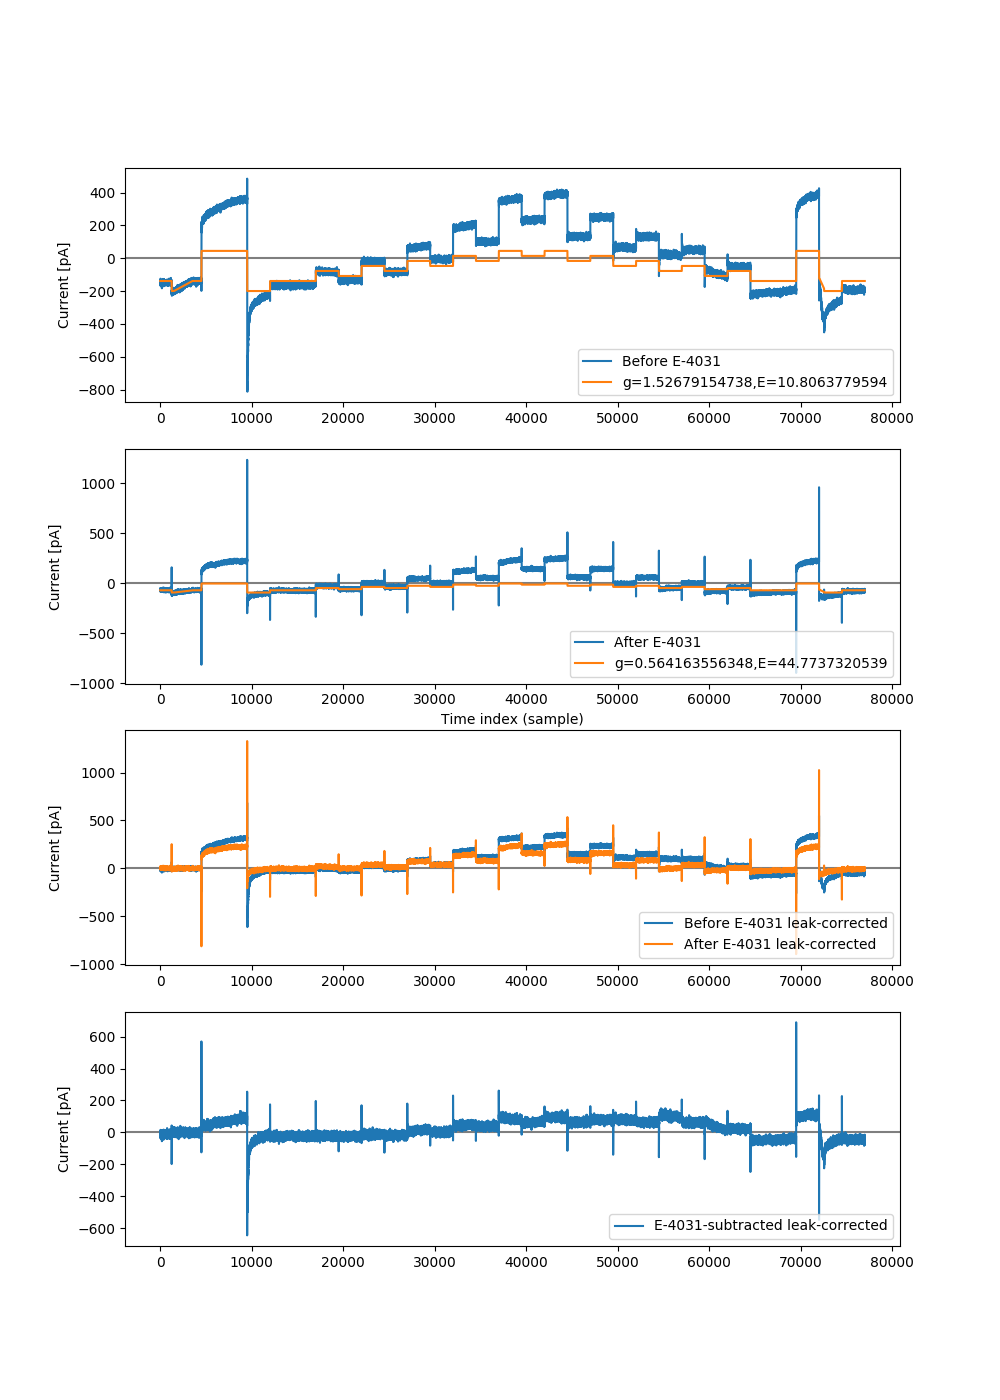 400
200
0
−200
−400
−600
−800
Current [pA]
Before E-4031
g=1.52679154738,E=10.8063779594
0 10000 20000 30000 40000 50000 60000 70000 80000
1000
500
0
−500
−1000
Current [pA]
After E-4031
g=0.564163556348,E=44.7737320539
0 10000 20000 30000 40000 50000 60000 70000 80000
Time index (sample)
1000
500
0
−500
−1000
Current [pA]
Before E-4031 leak-corrected
After E-4031 leak-corrected
0 10000 20000 30000 40000 50000 60000 70000 80000
600
400
200
0
−200
−400
−600
Current [pA]
E-4031-subtracted leak-corrected
0 10000 20000 30000 40000 50000 60000 70000 80000